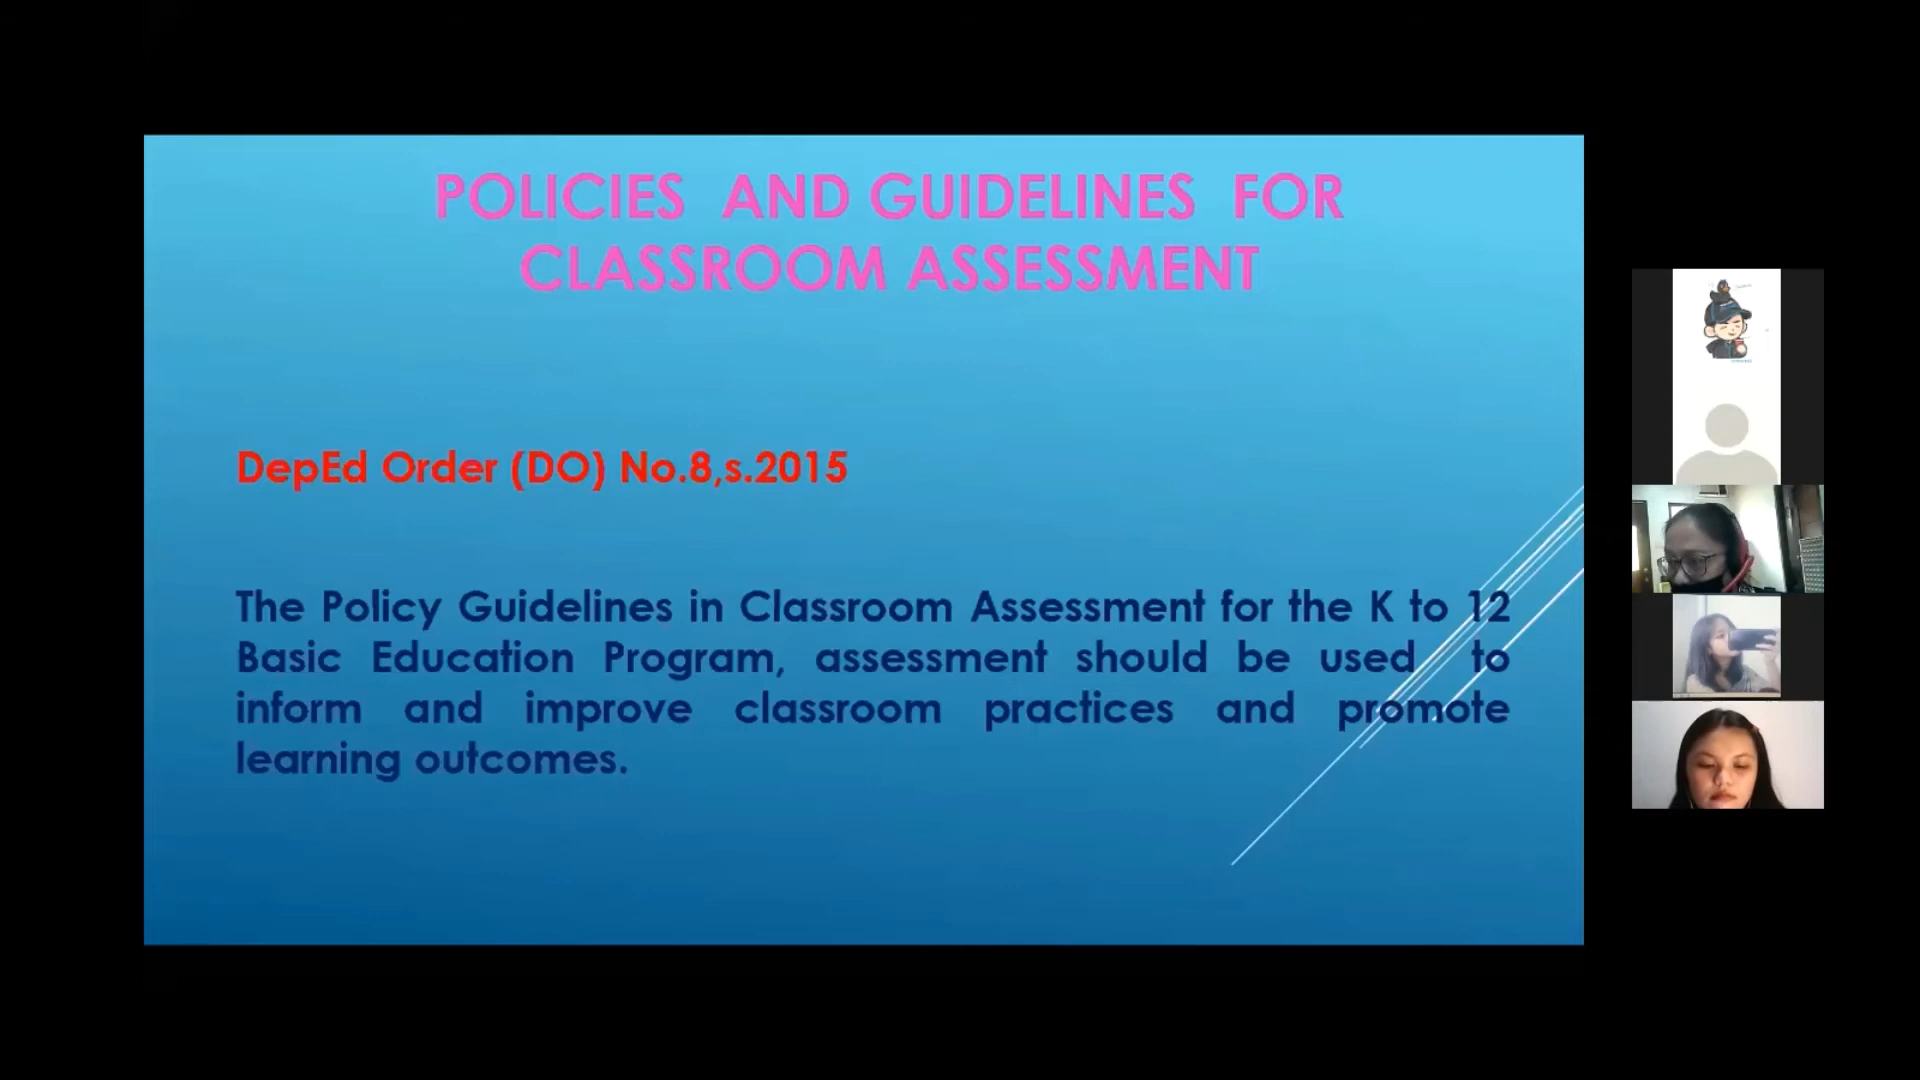 POLICIES AND GUIDELINES FOR
CLASSROOM ASSESSMENT
DepEd Order (DO) No.8,s.2015
The Policy Guidelines in Classroom Assessment for the K to 12
Basic Education Program, assessment should be used to
inform and improve classroom practices and promote
learning outcomes.